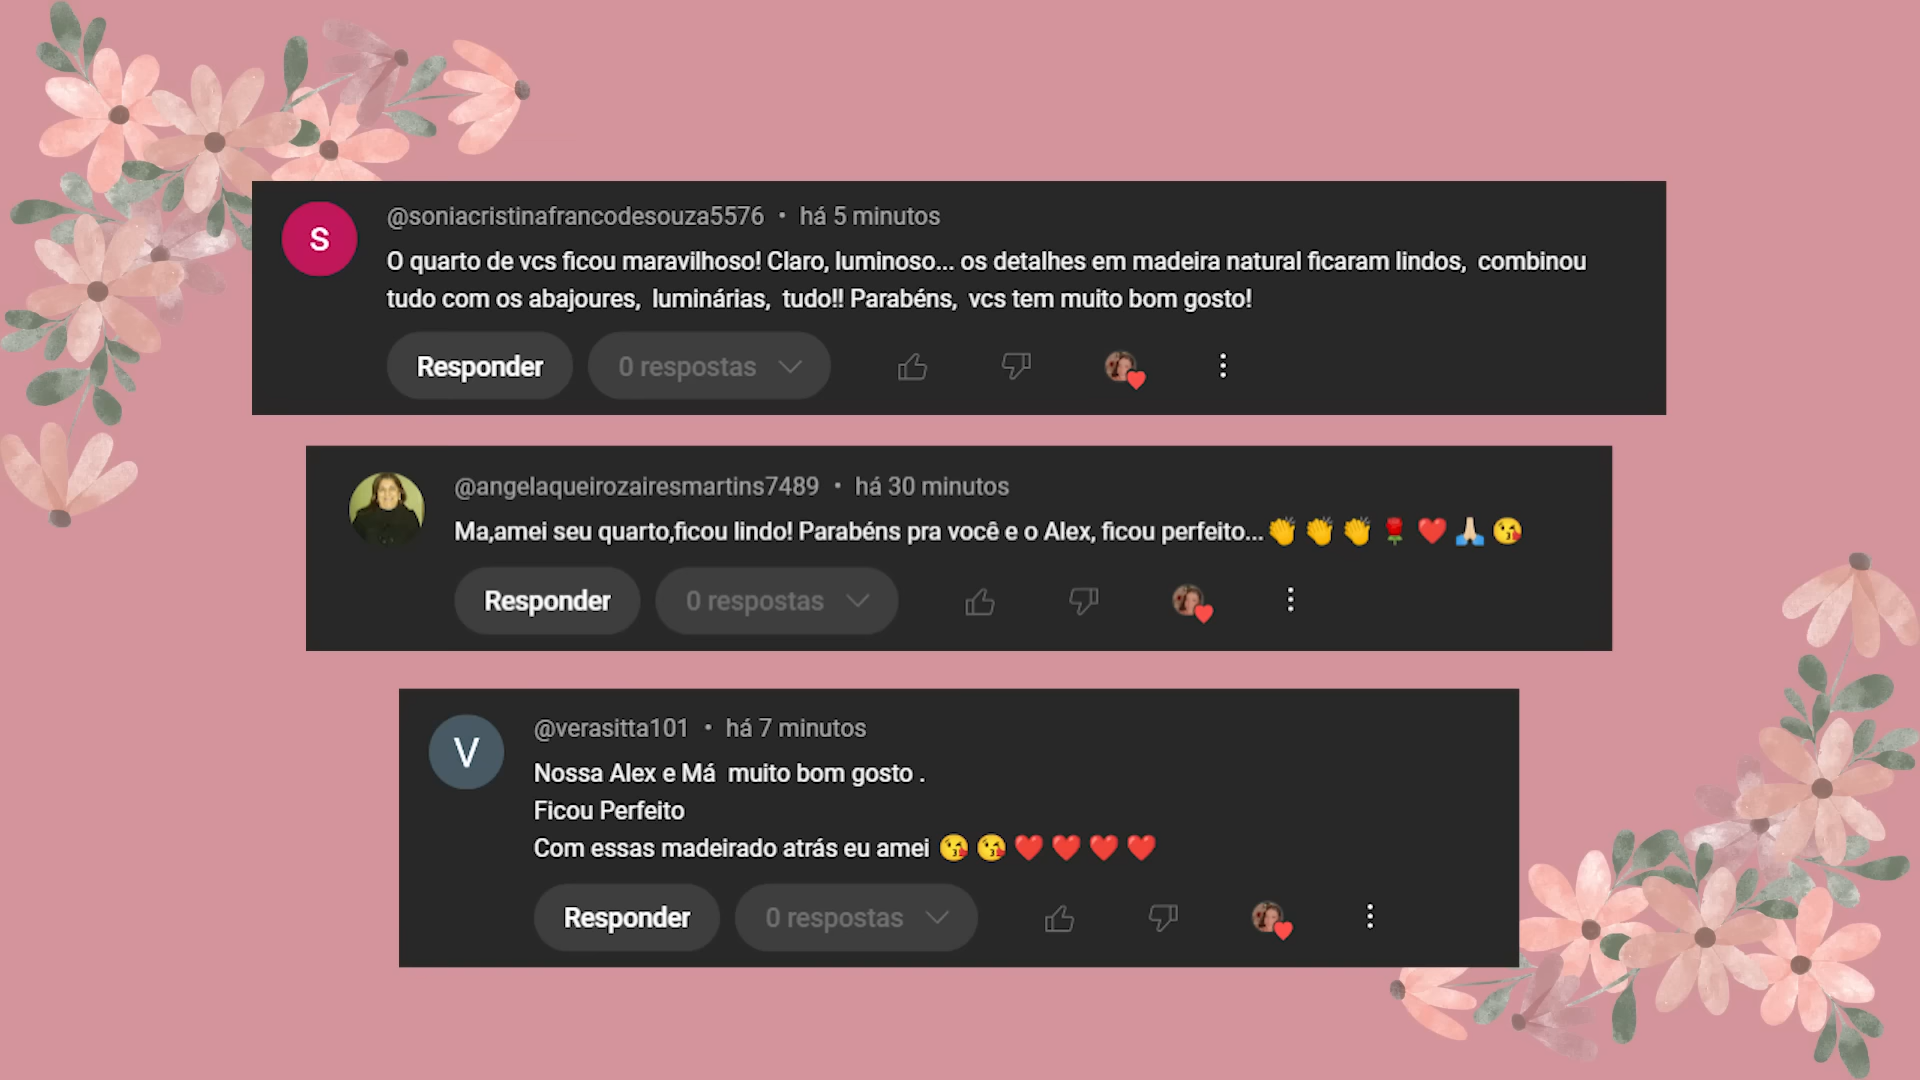 S
@soniacristinafrancodesouza5576 • há 5 minutos
O quarto de vcs ficou maravilhoso! Claro, luminoso... os detalhes em madeira natural ficaram lindos, combinou
tudo com os abajoures, luminárias, tudo!! Parabéns, vcs tem muito bom gosto!
Responder 0 respostas
@angelaqueirozairesmartins7489 • há 30 minutos
Ma,amei seu quarto,ficou lindo! Parabéns pra você e o Alex, ficou perfeito...👏👏👏🌹❤️🙏🏻😘
Responder 0 respostas
V
@verasitta101 • há 7 minutos
Nossa Alex e Má muito bom gosto .
Ficou Perfeito
Com essas madeirado atrás eu amei 😘😘❤️❤️❤️❤️
Responder 0 respostas